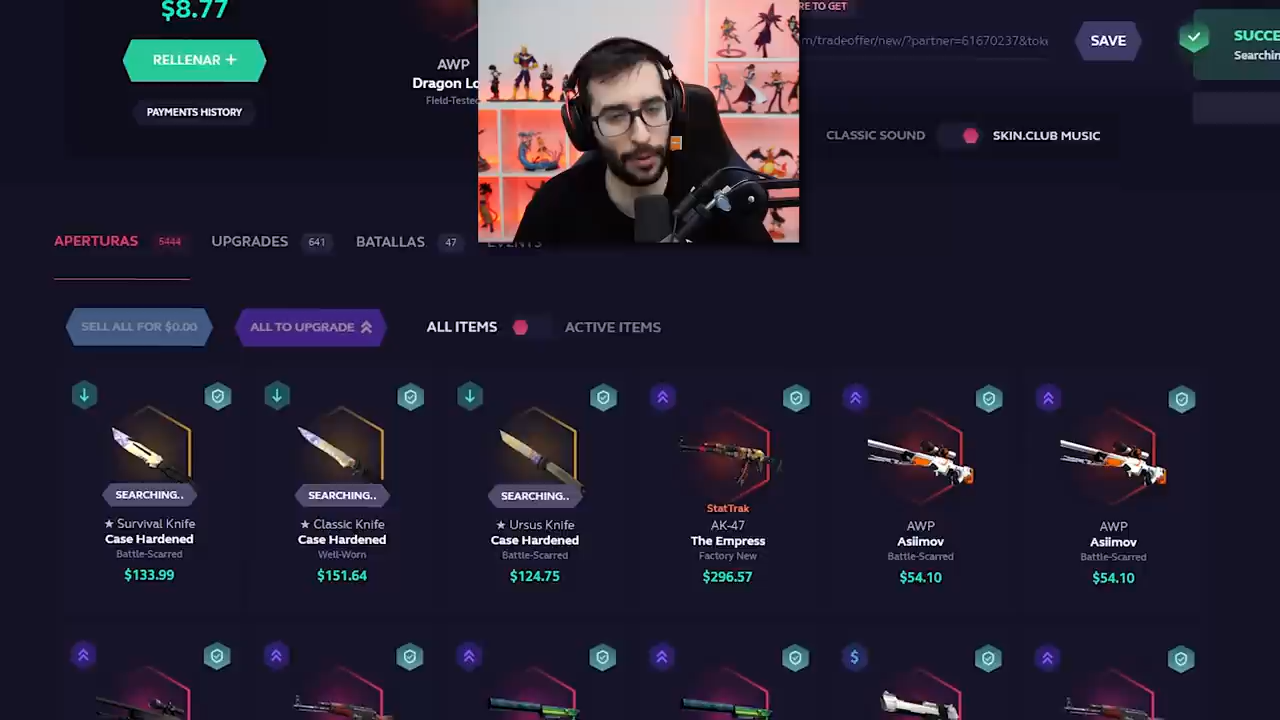 $8.77
RELLENAR +
PAYMENTS HISTORY
AWP
Dragon Lo
Field-Tested
RE TO GET
m/tradeoffer/new/?partner=61670237&toke
SAVE
SUCCE
Searchin
CLASSIC SOUND
SKIN.CLUB MUSIC
APERTURAS 5444
UPGRADES 641
BATALLAS 47
EVENTS
SELL ALL FOR $0.00
ALL TO UPGRADE
ALL ITEMS
ACTIVE ITEMS
SEARCHING..
★ Survival Knife
Case Hardened
Battle-Scarred
$133.99
SEARCHING..
★ Classic Knife
Case Hardened
Well-Worn
$151.64
SEARCHING..
★ Ursus Knife
Case Hardened
Battle-Scarred
$124.75
StatTrak
AK-47
The Empress
Factory New
$296.57
AWP
Asiimov
Battle-Scarred
$54.10
AWP
Asiimov
Battle-Scarred
$54.10
$